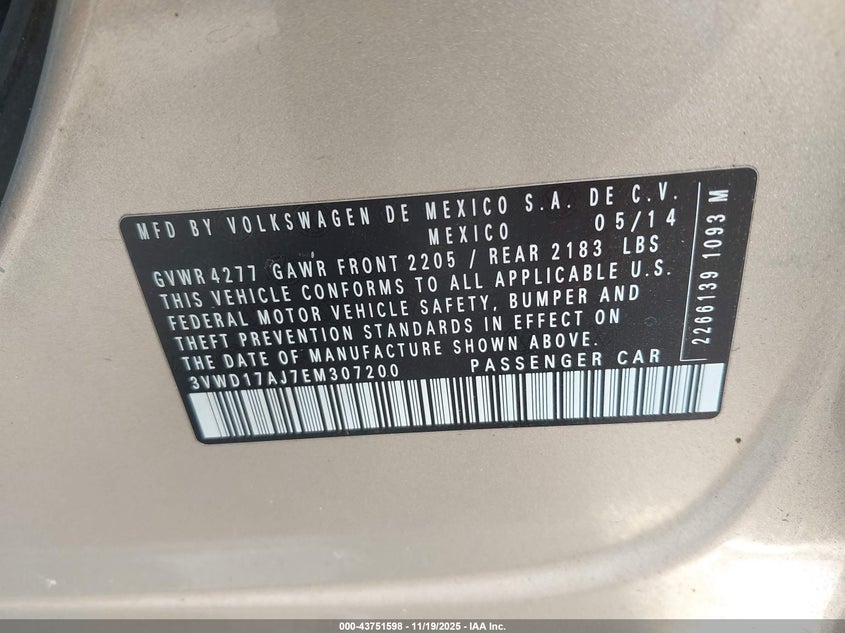 MFD BY VOLKSWAGEN DE MEXICO S.A. DE C.V.
MEXICO 05/14
GVWR 4277 GAWR FRONT 2205 / REAR 2183 LBS
THIS VEHICLE CONFORMS TO ALL APPLICABLE U.S.
FEDERAL MOTOR VEHICLE SAFETY, BUMPER AND
THEFT PREVENTION STANDARDS IN EFFECT ON
THE DATE OF MANUFACTURE SHOWN ABOVE.
3VWD17AJ7EM307200 PASSENGER CAR
2266139 1093 M
000-43751598 - 11/19/2025 - IAA Inc.